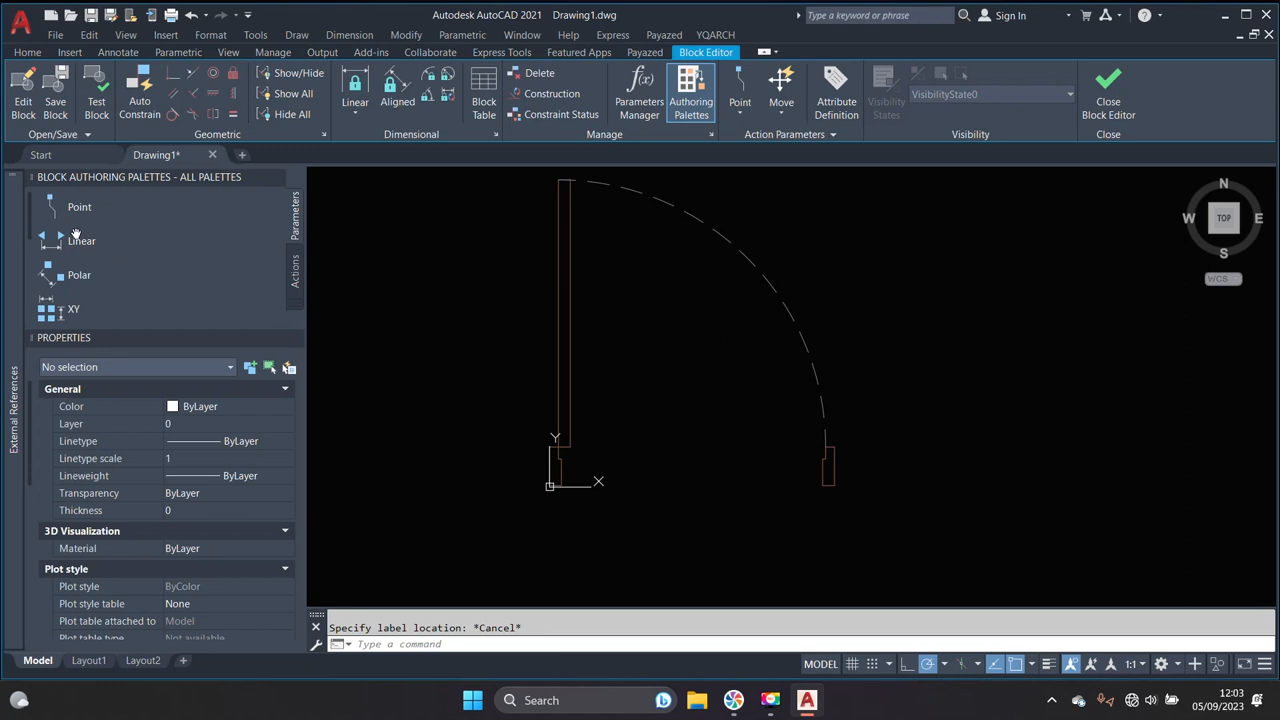 Autodesk AutoCAD 2021 Drawing1.dwg
Type a keyword or phrase
Sign In
File Edit View Insert Format Tools Draw Dimension Modify Parametric Window Help Express Payazed YQARCH
Home Insert Annotate Parametric View Manage Output Add-ins Collaborate Express Tools Featured Apps Payazed Block Editor
Edit Block
Save Block
Test Block
Auto Constrain
Show/Hide
Show All
Hide All
Linear
Aligned
Block Table
Delete
Construction
Constraint Status
Parameters Manager
Authoring Palettes
Point
Move
Attribute Definition
Visibility States
VisibilityState0
Close Block Editor
Open/Save Geometric Dimensional Manage Action Parameters Visibility Close
Start Drawing1*
BLOCK AUTHORING PALETTES - ALL PALETTES
Point
Linear
Polar
XY
Parameters
Actions
PROPERTIES
No selection
General
Color ByLayer
Layer 0
Linetype ByLayer
Linetype scale 1
Lineweight ByLayer
Transparency ByLayer
Thickness 0
3D Visualization
Material ByLayer
Plot style
Plot style ByColor
Plot style table None
Plot table attached to Model
Plot table type Not available
External References
Y
X
N
W TOP E
S
WCS
Specify label location: *Cancel*
Type a command
Model Layout1 Layout2
MODEL
1:1
Search
12:03
05/09/2023